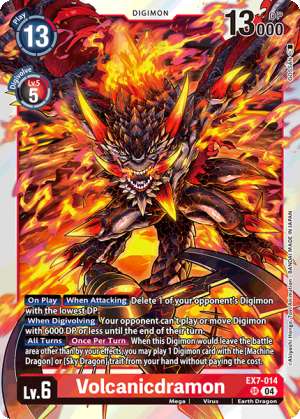 DIGIMON
Play
13
13000
DP
Digivolve
Lv.5
5
On Play When Attacking Delete 1 of your opponent's Digimon
with the lowest DP.
When Digivolving Your opponent can't play or move Digimon
with 6000 DP or less until the end of their turn.
All Turns Once Per Turn When this Digimon would leave the battle
area other than by your effects, you may play 1 Digimon card with the [Machine
Dragon] or [Sky Dragon] trait from your hand without paying the cost.
Lv.6
Volcanicdramon
EX7-014
04
Mega
Virus
Earth Dragon